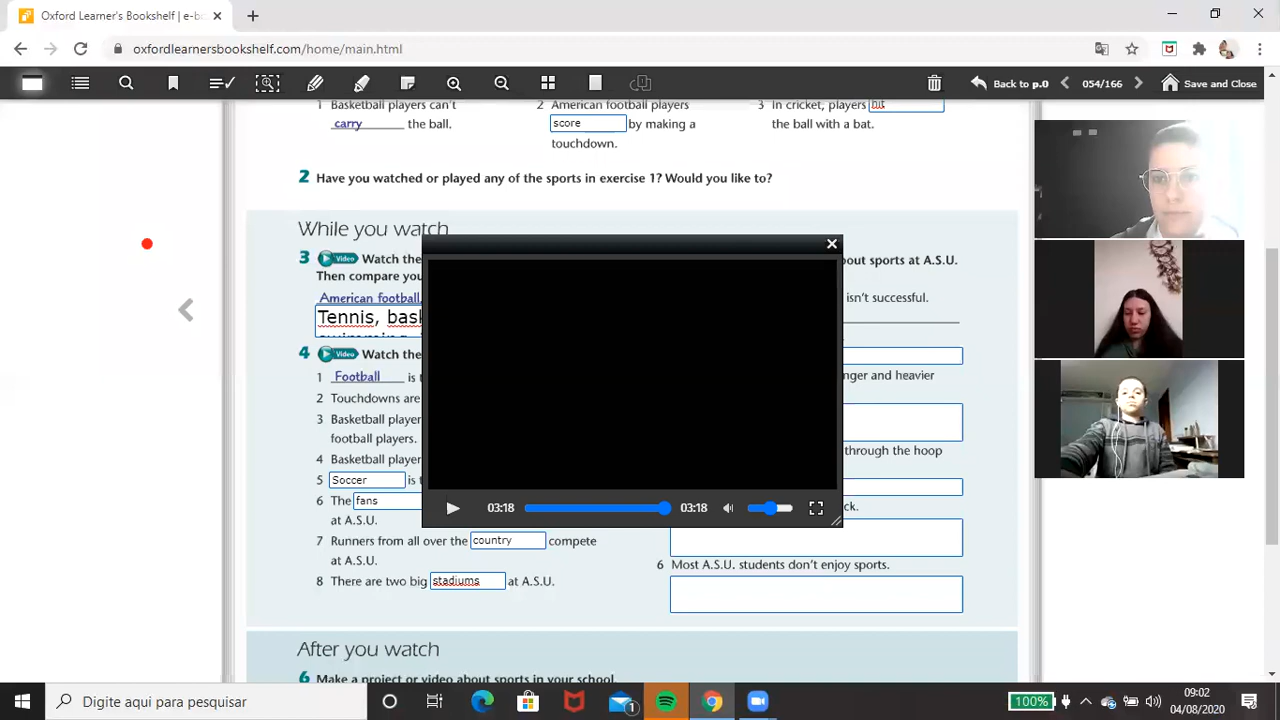 Oxford Learner's Bookshelf | e-bo
oxfordlearnersbookshelf.com/home/main.html
Back to p.0
054/166
Save and Close
1 Basketball players can't
carry the ball.
2 American football players
score by making a
touchdown.
3 In cricket, players hit
the ball with a bat.
2 Have you watched or played any of the sports in exercise 1? Would you like to?
While you watch
3 Video Watch the
Then compare you
American football,
Tennis, bask
4 Video Watch the
1 Football is t
2 Touchdowns are
3 Basketball player
football players.
4 Basketball player
5 Soccer is t
6 The fans
at A.S.U.
7 Runners from all over the country compete
at A.S.U.
8 There are two big stadiums at A.S.U.
bout sports at A.S.U.
isn't successful.
nger and heavier
through the hoop
ck.
6 Most A.S.U. students don't enjoy sports.
03:18
03:18
After you watch
6 Make a project or video about sports in your school.
Digite aqui para pesquisar
1
100%
09:02
04/08/2020